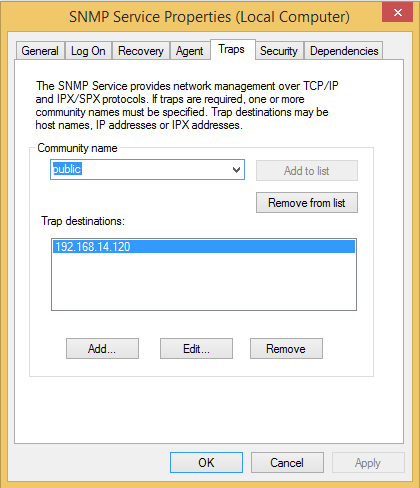 SNMP Service Properties (Local Computer)
x
General Log On Recovery Agent Traps Security Dependencies
The SNMP Service provides network management over TCP/IP
and IPX/SPX protocols. If traps are required, one or more
community names must be specified. Trap destinations may be
host names, IP addresses or IPX addresses.
Community name
public
Add to list
Remove from list
Trap destinations:
192.168.14.120
Add... Edit... Remove
OK Cancel Apply